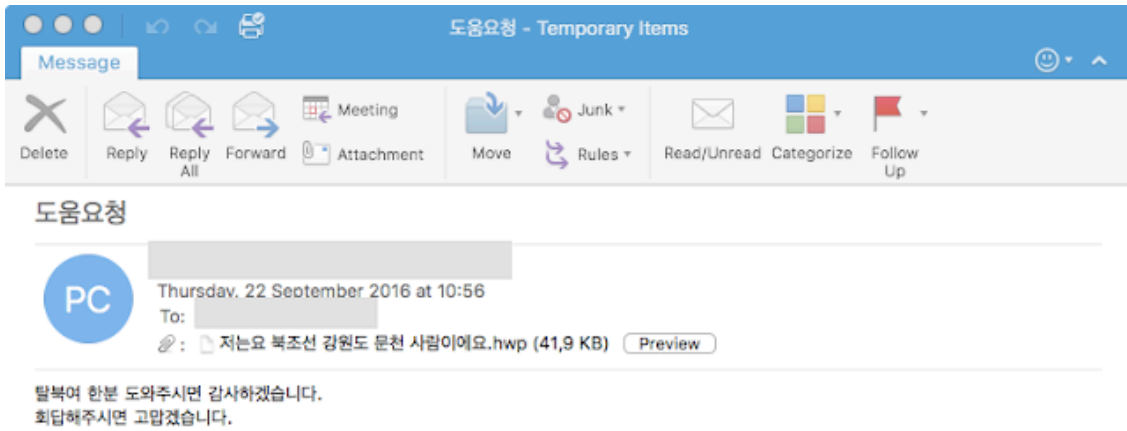 도움요청 - Temporary Items
Message
Delete
Reply
Reply All
Forward
Meeting
Attachment
Move
Junk
Rules
Read/Unread
Categorize
Follow Up
도움요청
PC
Thursday, 22 September 2016 at 10:56
To:
: 저는요 북조선 강원도 문천 사람이에요.hwp (41,9 KB) Preview
탈북여 한분 도와주시면 감사하겠습니다.
회답해주시면 고맙겠습니다.